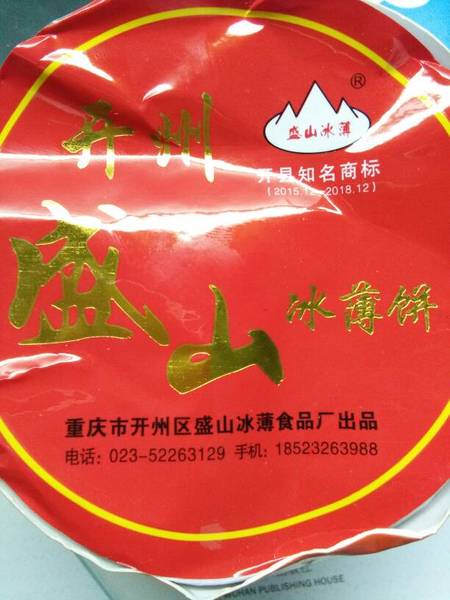 开州
®
盛山冰薄
开县知名商标
(2015.12-2018.12)
盛山
冰薄饼
重庆市开州区盛山冰薄食品厂出品
电话: 023-52263129 手机: 18523263988
WUHAN PUBLISHING HOUSE